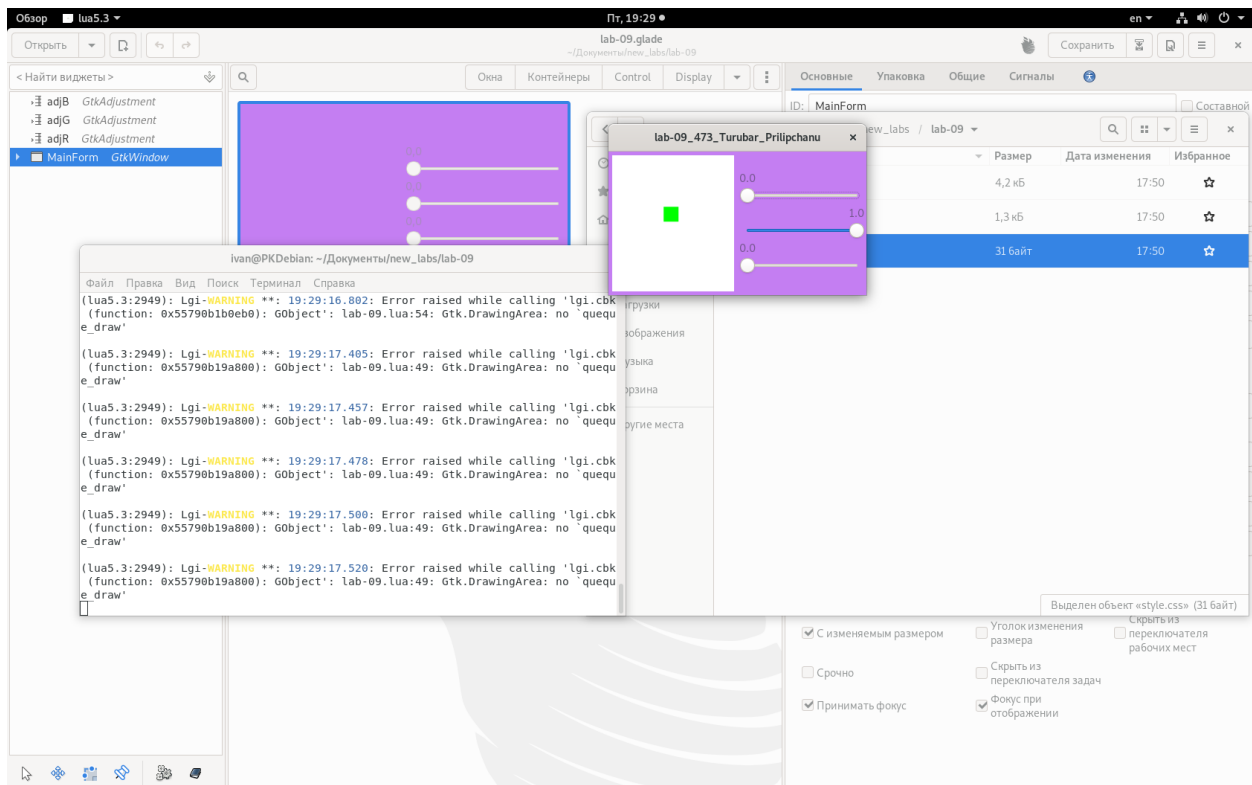 Обзор
lua5.3
Пт, 19:29
en
Открыть
lab-09.glade
~/Документы/new_labs/lab-09
Сохранить
< Найти виджеты >
Окна
Контейнеры
Control
Display
Основные
Упаковка
Общие
Сигналы
adjB GtkAdjustment
adjG GtkAdjustment
adjR GtkAdjustment
MainForm GtkWindow
ID:
MainForm
Составной
0.0
0.0
0.0
new_labs / lab-09
lab-09_473_Turubar_Prilipchanu
0.0
1.0
0.0
Размер
Дата изменения
Избранное
4,2 кБ
17:50
1,3 кБ
17:50
31 байт
17:50
ivan@PKDebian: ~/Документы/new_labs/lab-09
Файл Правка Вид Поиск Терминал Справка
(lua5.3:2949): Lgi-WARNING **: 19:29:16.802: Error raised while calling 'lgi.cbk
(function: 0x55790b1b0eb0): GObject': lab-09.lua:54: Gtk.DrawingArea: no `quequ
e_draw'
(lua5.3:2949): Lgi-WARNING **: 19:29:17.405: Error raised while calling 'lgi.cbk
(function: 0x55790b19a800): GObject': lab-09.lua:49: Gtk.DrawingArea: no `quequ
e_draw'
(lua5.3:2949): Lgi-WARNING **: 19:29:17.457: Error raised while calling 'lgi.cbk
(function: 0x55790b19a800): GObject': lab-09.lua:49: Gtk.DrawingArea: no `quequ
e_draw'
(lua5.3:2949): Lgi-WARNING **: 19:29:17.478: Error raised while calling 'lgi.cbk
(function: 0x55790b19a800): GObject': lab-09.lua:49: Gtk.DrawingArea: no `quequ
e_draw'
(lua5.3:2949): Lgi-WARNING **: 19:29:17.500: Error raised while calling 'lgi.cbk
(function: 0x55790b19a800): GObject': lab-09.lua:49: Gtk.DrawingArea: no `quequ
e_draw'
(lua5.3:2949): Lgi-WARNING **: 19:29:17.520: Error raised while calling 'lgi.cbk
(function: 0x55790b19a800): GObject': lab-09.lua:49: Gtk.DrawingArea: no `quequ
e_draw'
агрузки
зображения
узыка
орзина
ругие места
Выделен объект «style.css» (31 байт)
С изменяемым размером
Уголок изменения
размера
Скрыть из
переключателя
рабочих мест
Срочно
Скрыть из
переключателя задач
Принимать фокус
Фокус при
отображении